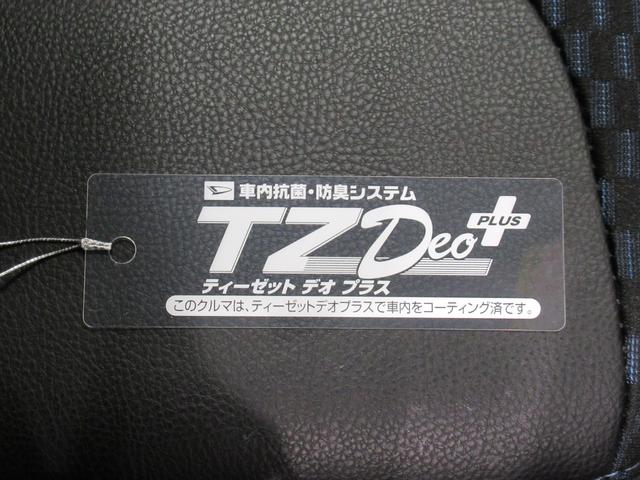 車内抗菌・防臭システム
TZDeo PLUS
ティーゼット デオ プラス
このクルマは、ティーゼットデオプラスで車内をコーティング済です。